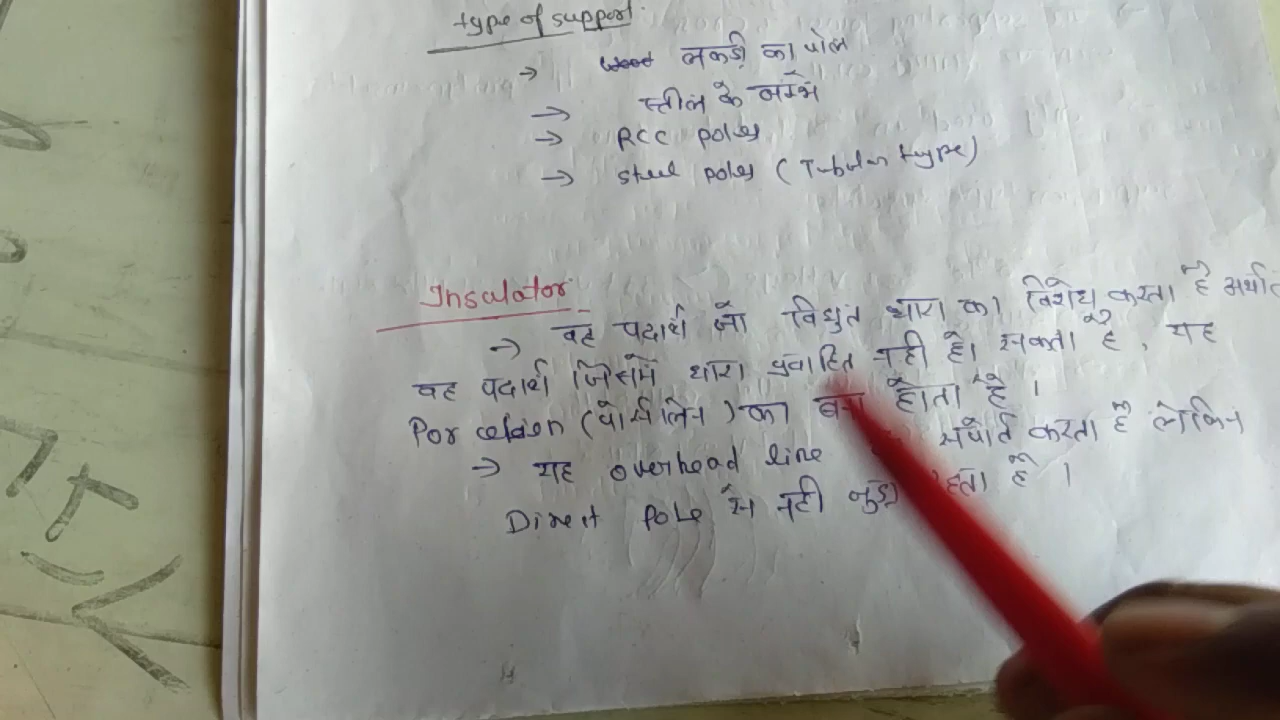 type of support
→ लकडी का पोल
→ स्तील के खम्भे
→ RCC poles
→ steel poles (Tubular type)
Insulator
→ वह पदार्थ जो विधुत धारा का विरोध करता है अर्थात
वह पदार्थ जिसमे धारा प्रवाहित नही हो सकता है, यह
Porcelain (पोर्सालेन) का बना होता है।
→ यह overhead line सपोर्ट करता है लेकिन
Direct pole से नही जुड़ा रहता है।